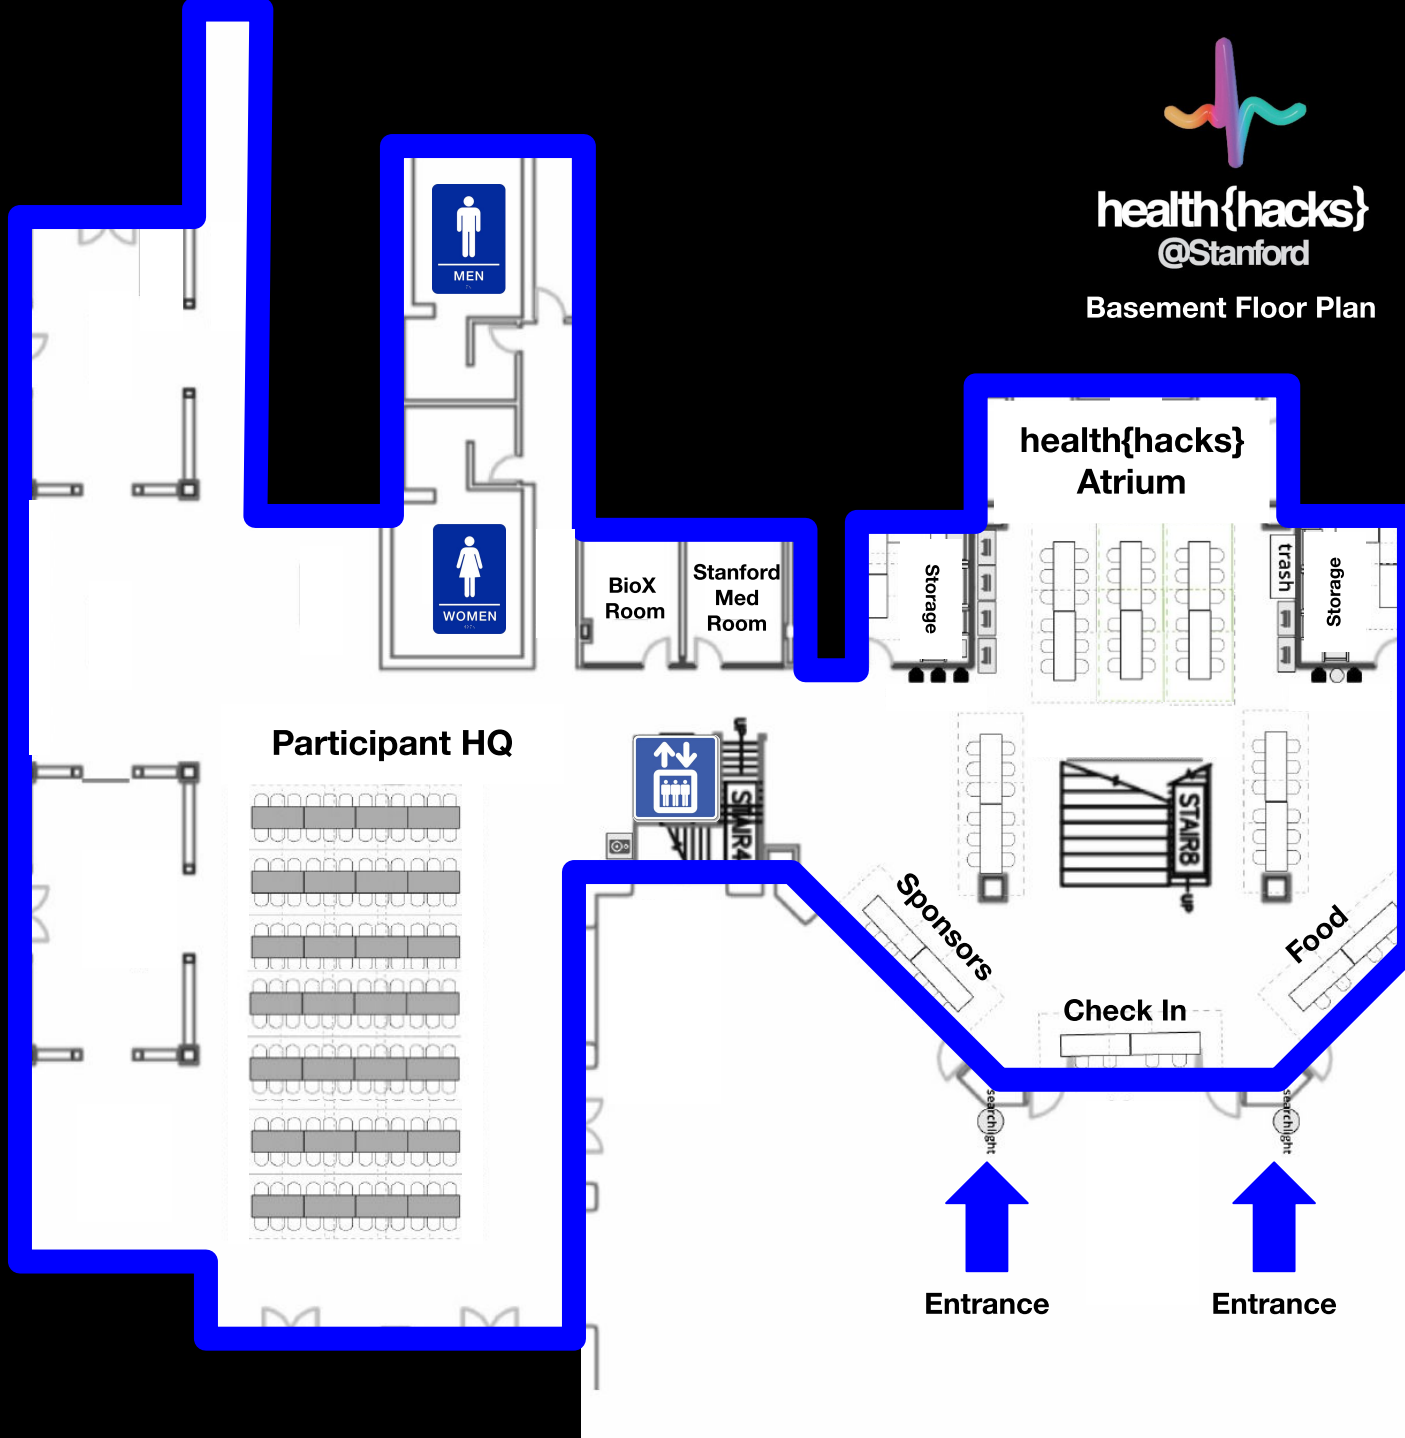 health{hacks}
@Stanford
Basement Floor Plan
MEN
health{hacks}
Atrium
WOMEN
BioX
Room
Stanford
Med
Room
Storage
trash
Storage
Participant HQ
UP
STAIR4
STAIR8
UP
Sponsors
Food
Check In
searchlight
searchlight
Entrance
Entrance